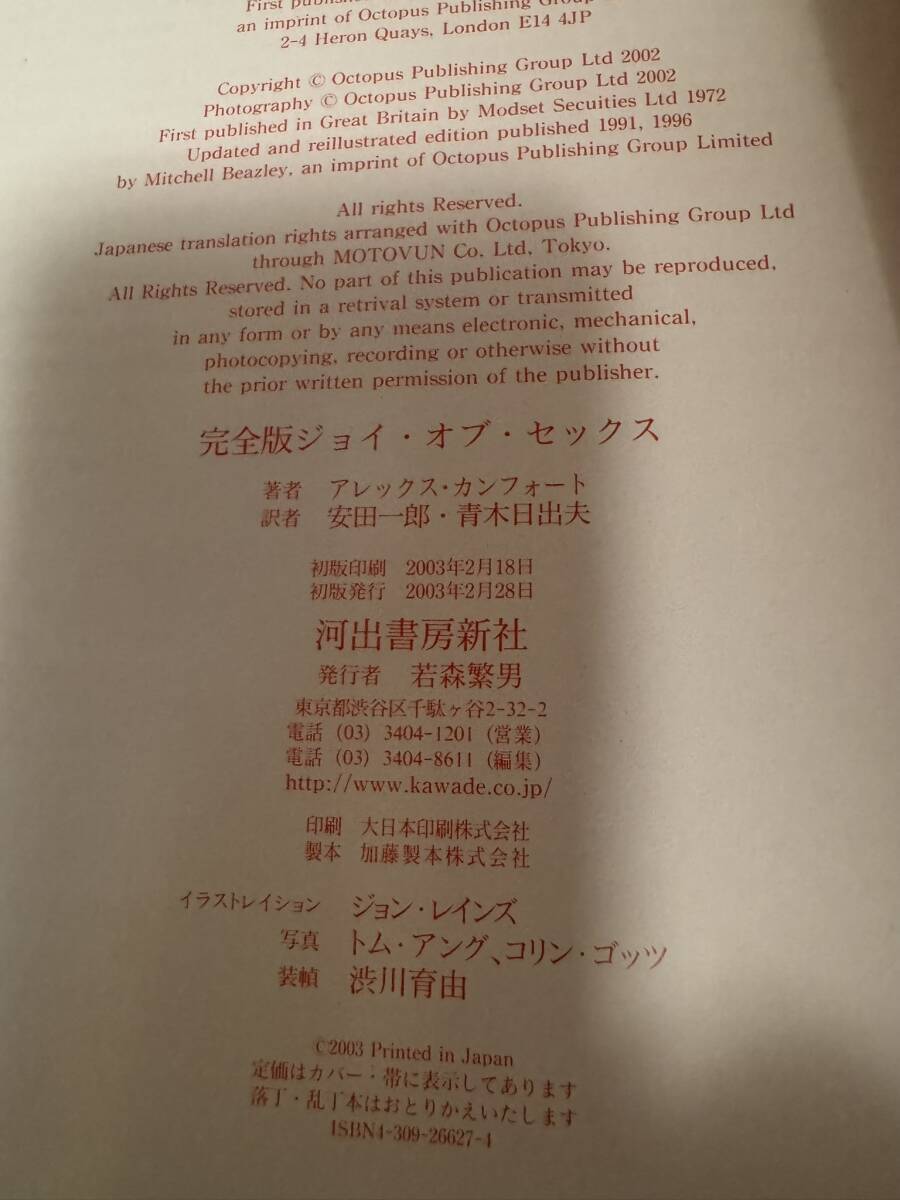 First published
an imprint of Octopus Publishing Group
2-4 Heron Quays, London E14 4JP
Copyright © Octopus Publishing Group Ltd 2002
Photography © Octopus Publishing Group Ltd 2002
First published in Great Britain by Modset Secuities Ltd 1972
Updated and reillustrated edition published 1991, 1996
by Mitchell Beazley, an imprint of Octopus Publishing Group Limited
All rights Reserved.
Japanese translation rights arranged with Octopus Publishing Group Ltd
through MOTOVUN Co. Ltd, Tokyo.
All Rights Reserved. No part of this publication may be reproduced,
stored in a retrival system or transmitted
in any form or by any means electronic, mechanical,
photocopying, recording or otherwise without
the prior written permission of the publisher.
完全版ジョイ・オブ・セックス
著者 アレックス・カンフォート
訳者 安田一郎・青木日出夫
初版印刷 2003年2月18日
初版発行 2003年2月28日
河出書房新社
発行者 若森繁男
東京都渋谷区千駄ヶ谷2-32-2
電話 (03) 3404-1201 (営業)
電話 (03) 3404-8611 (編集)
http://www.kawade.co.jp/
印刷 大日本印刷株式会社
製本 加藤製本株式会社
イラストレイション ジョン・レインズ
写真 トム・アング、コリン・ゴッツ
装幀 渋川育由
©2003 Printed in Japan
定価はカバー・帯に表示してあります
落丁・乱丁本はおとりかえいたします
ISBN4-309-26627-4